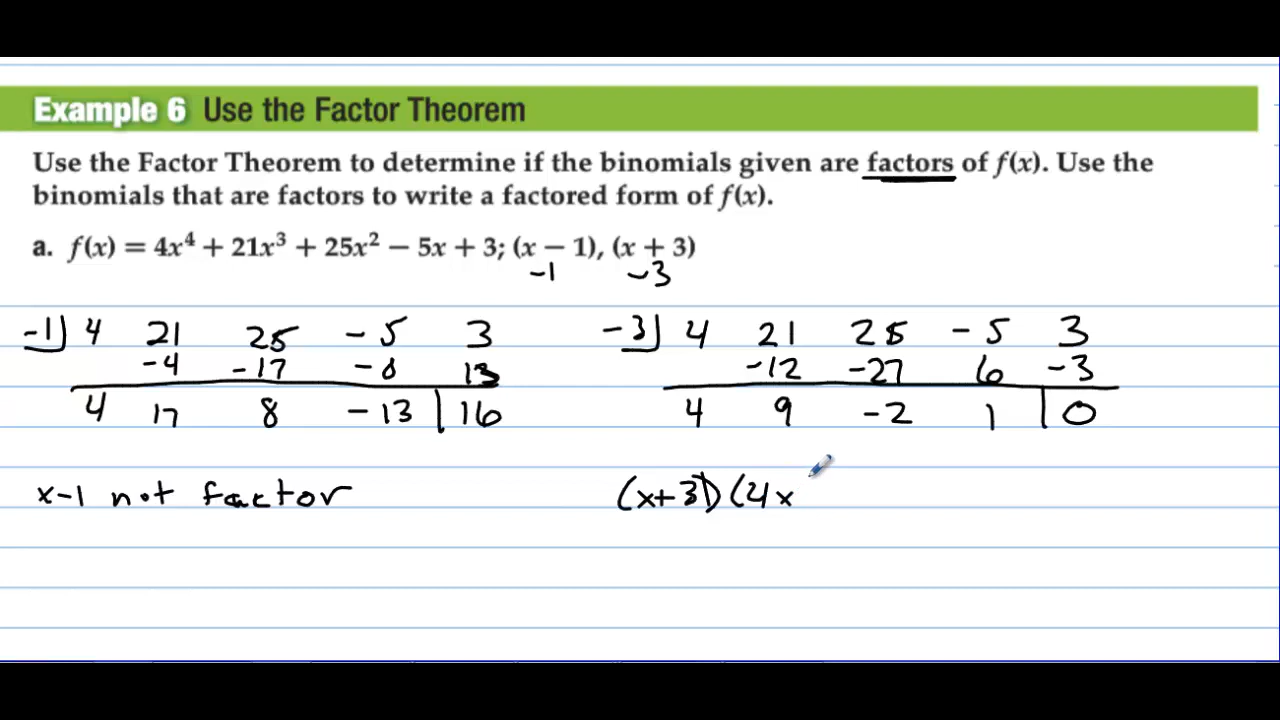 Example 6 Use the Factor Theorem
Use the Factor Theorem to determine if the binomials given are factors of f(x). Use the
binomials that are factors to write a factored form of f(x).
a. f(x) = 4x⁴ + 21x³ + 25x² − 5x + 3; (x − 1), (x + 3)
-1 -3
-1| 4 21 25 -5 3
-4 -17 -8 13
4 17 8 -13 | 16
x-1 not factor
-3| 4 21 25 -5 3
-12 -27 6 -3
4 9 -2 1 | 0
(x+3)(4x